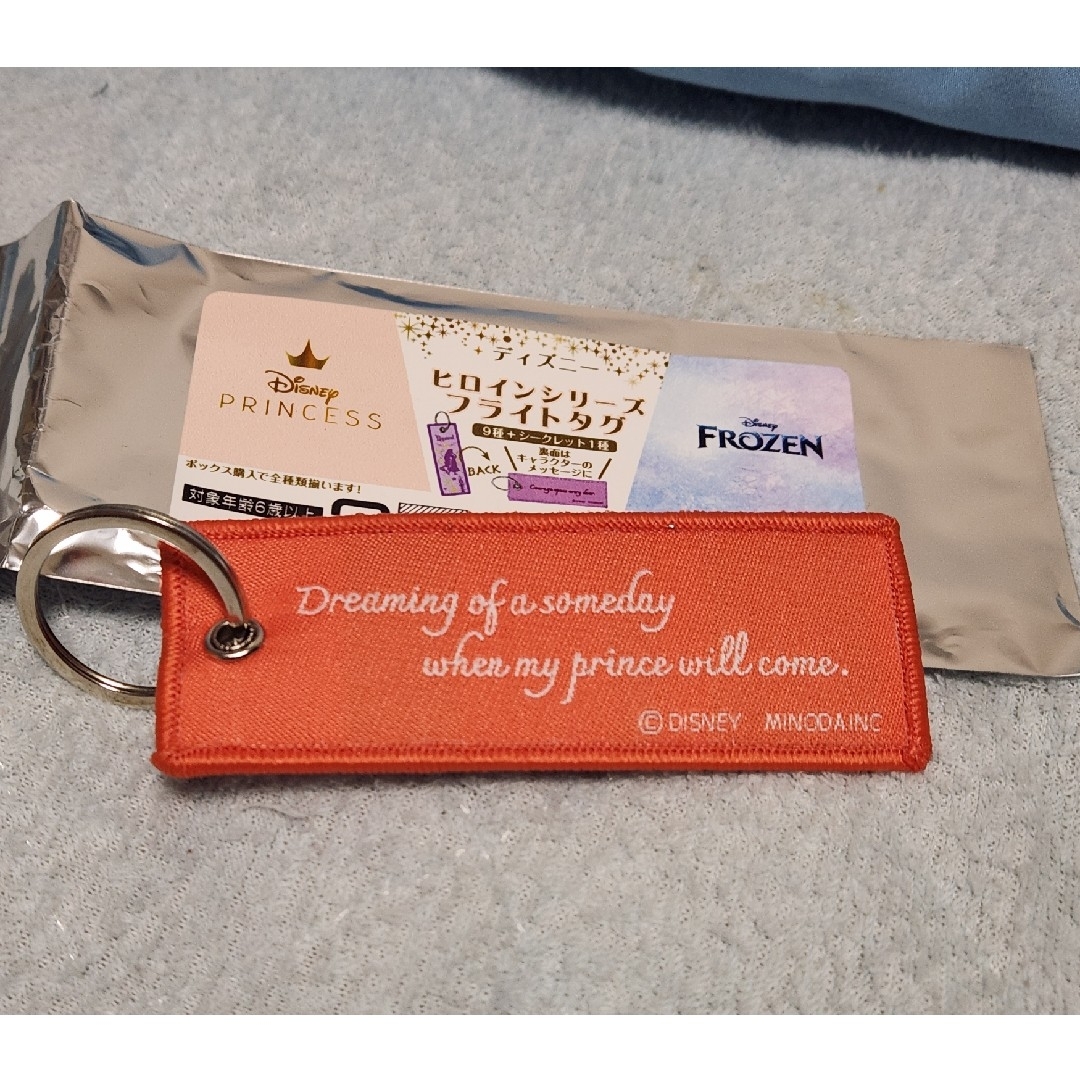 Disney
PRINCESS
ディズニー
ヒロインシリーズ
フライトタグ
9種+シークレット1種
裏面は
キャラクターの
メッセージに
BACK
Disney
FROZEN
ボックス購入で全種類揃います!
対象年齢6歳以上
Dreaming of a someday
when my prince will come.
© DISNEY MINODA.INC